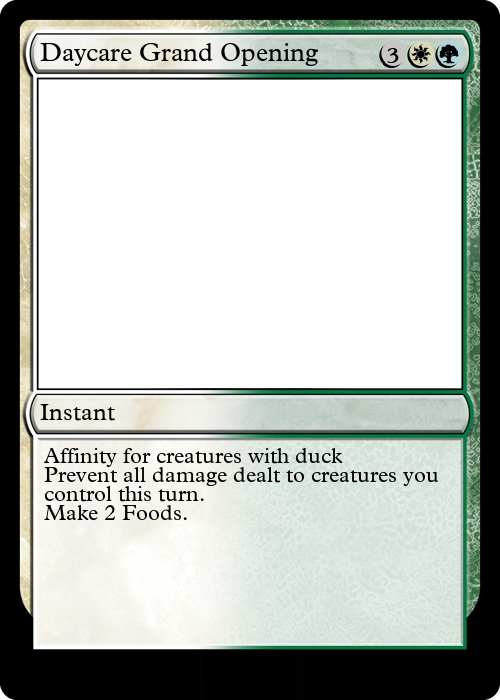 Daycare Grand Opening 3
Instant
Affinity for creatures with duck
Prevent all damage dealt to creatures you
control this turn.
Make 2 Foods.